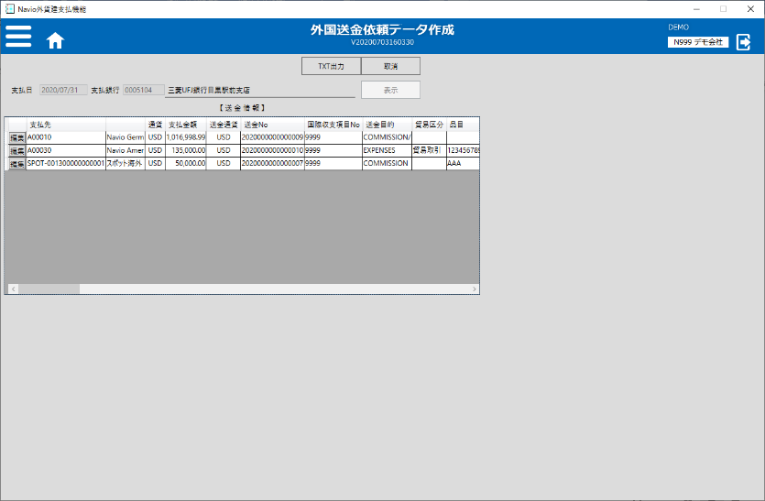 Navio外貨建支払機能
外国送金依頼データ作成
V20200703160330
DEMO
N999 デモ会社
TXT出力 取消
支払日 2020/07/31 支払銀行 0005104 三菱UFJ銀行目黒駅前支店 表示
【送金情報】
支払先 通貨 支払金額 送金通貨 送金No 国際収支項目No 送金目的 貿易区分 品目
編集 A00010 Navio Germ USD 1,016,998.99 USD 2020000000000009 9999 COMMISSION/
編集 A00030 Navio Amer USD 135,000.00 USD 2020000000000010 9999 EXPENSES 貿易取引 123456789
編集 SPOT-001300000000001 スポット海外 USD 50,000.00 USD 2020000000000007 9999 COMMISSION AAA